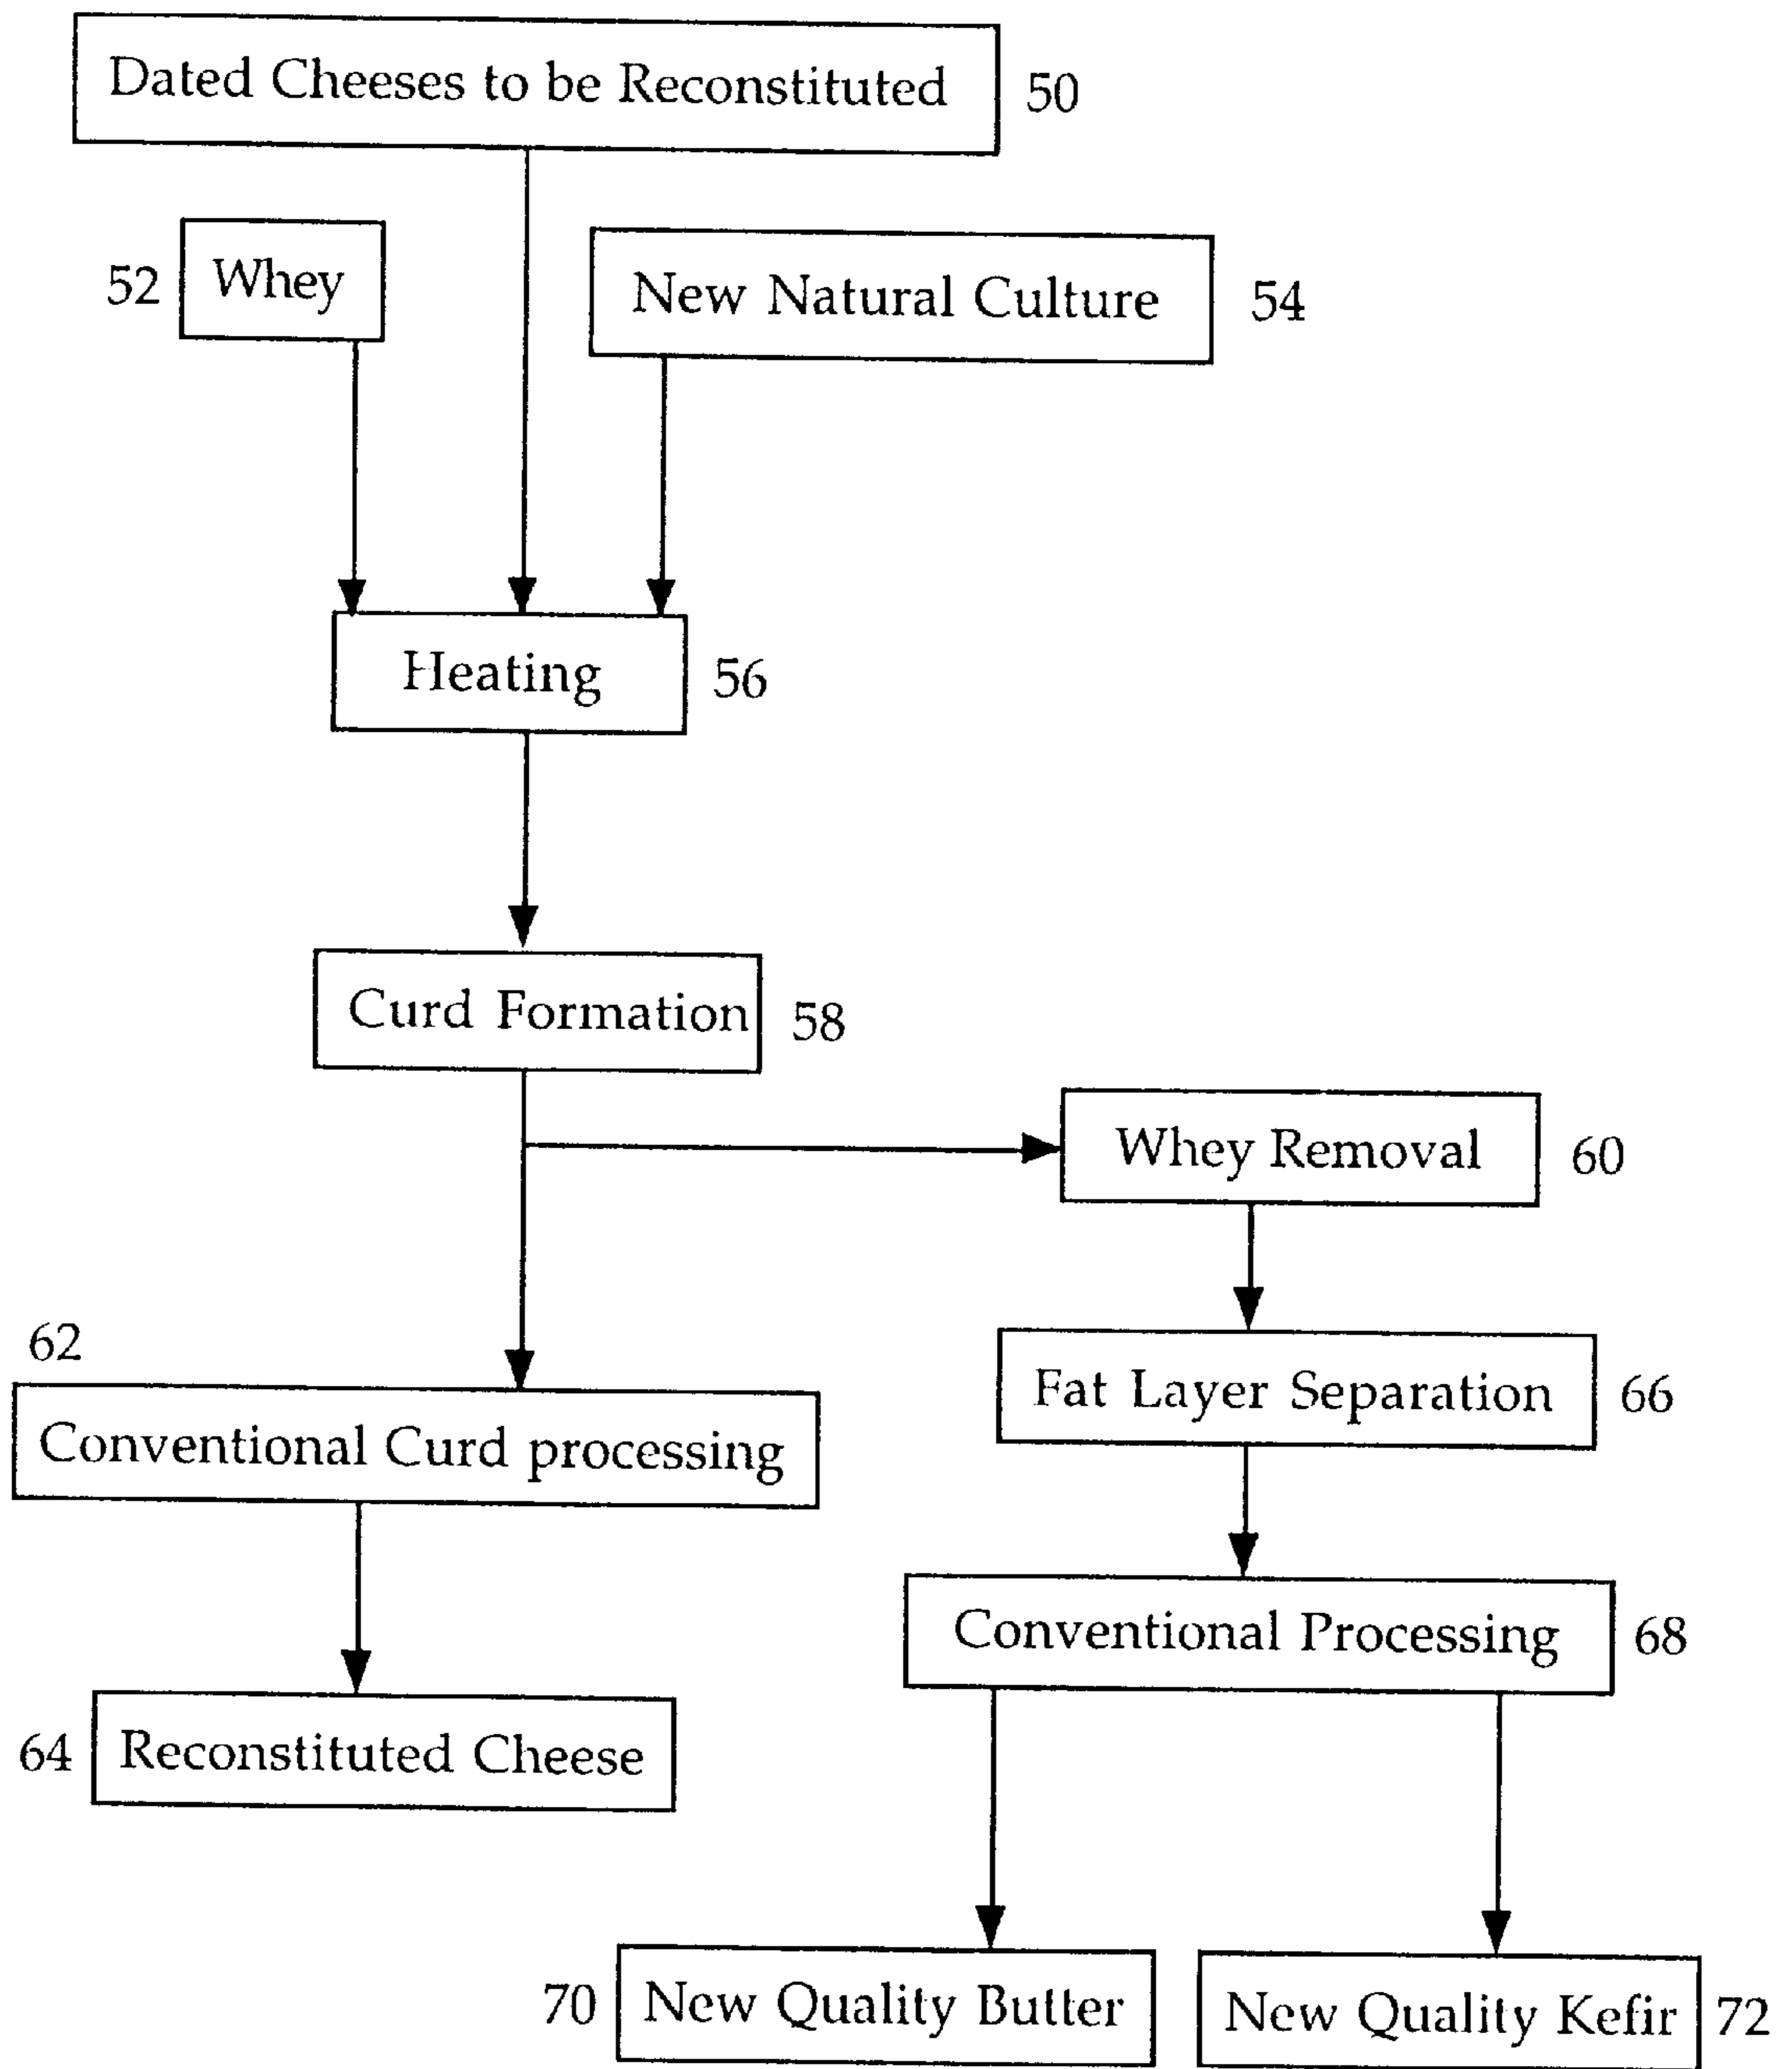 Dated Cheeses to be Reconstituted 50
52 Whey
New Natural Culture 54
Heating 56
Curd Formation 58
Whey Removal 60
62
Conventional Curd processing
Fat Layer Separation 66
Conventional Processing 68
64 Reconstituted Cheese
70 New Quality Butter
New Quality Kefir 72